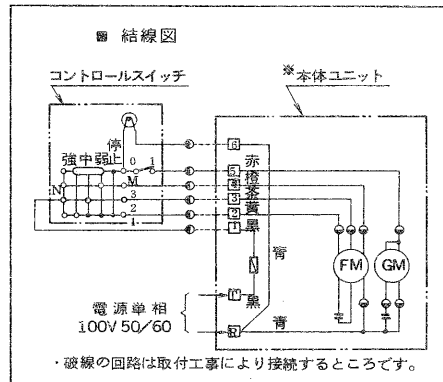 結線図
コントロールスイッチ
※本体ユニット
停止
強中弱
0 1
N
M
3
2
1
6
赤
5
橙
4
茶
3
黄
2
黒
1
青
FM
GM
黒
電源単相
100V 50/60
青
・破線の回路は取付工事により接続するところです。